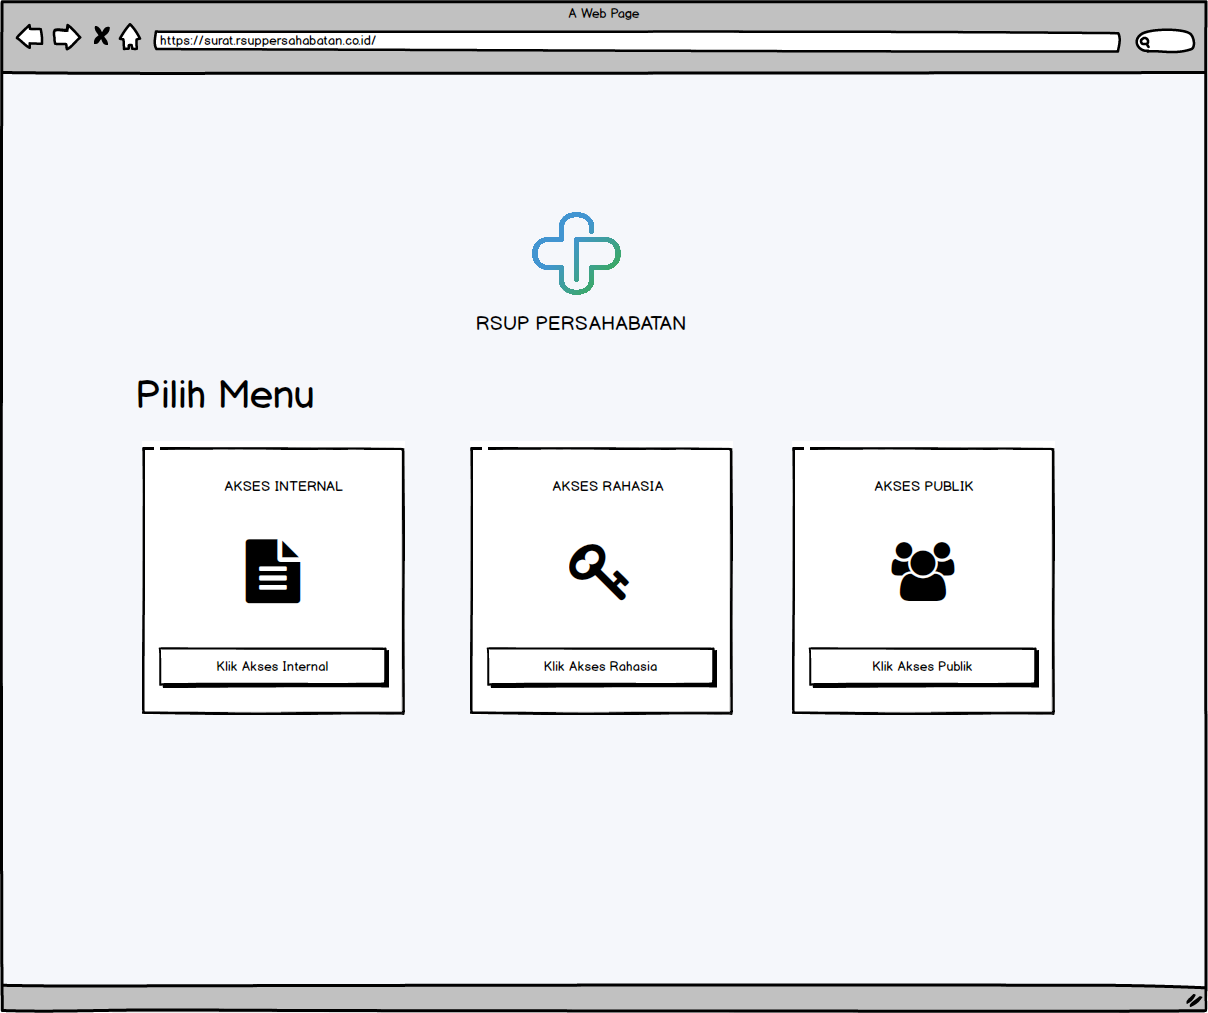 A Web Page
https://surat.rsuppersahabatan.co.id/
RSUP PERSAHABATAN
Pilih Menu
AKSES INTERNAL
AKSES RAHASIA
AKSES PUBLIK
Klik Akses Internal
Klik Akses Rahasia
Klik Akses Publik